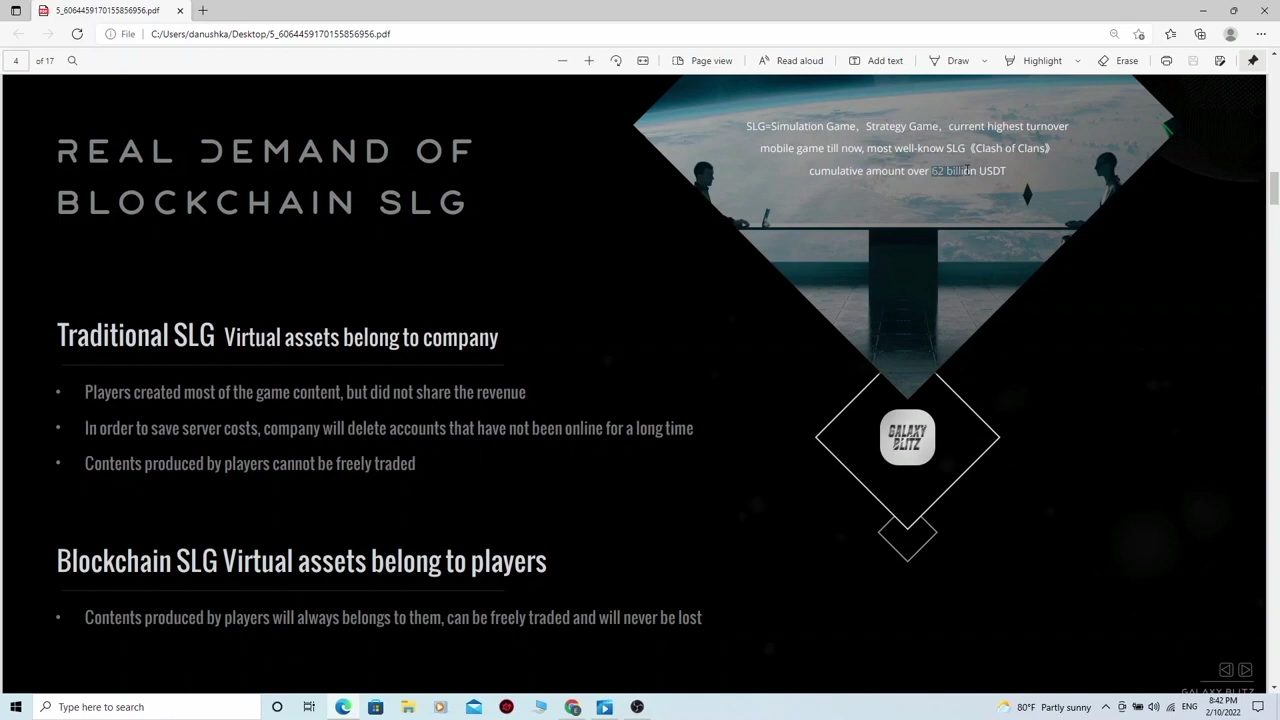 5_6064459170155856956.pdf
File
C:/Users/danushka/Desktop/5_6064459170155856956.pdf
4 of 17
Page view
Read aloud
Add text
Draw
Highlight
Erase
REAL DEMAND OF
BLOCKCHAIN SLG
SLG=Simulation Game, Strategy Game, current highest turnover
mobile game till now, most well-know SLG《Clash of Clans》
cumulative amount over 62 billion USDT
Traditional SLG Virtual assets belong to company
• Players created most of the game content, but did not share the revenue
• In order to save server costs, company will delete accounts that have not been online for a long time
• Contents produced by players cannot be freely traded
GALAXY
BLITZ
Blockchain SLG Virtual assets belong to players
• Contents produced by players will always belongs to them, can be freely traded and will never be lost
GALAXY BLITZ
Type here to search
80°F Partly sunny
ENG
8:42 PM
2/10/2022